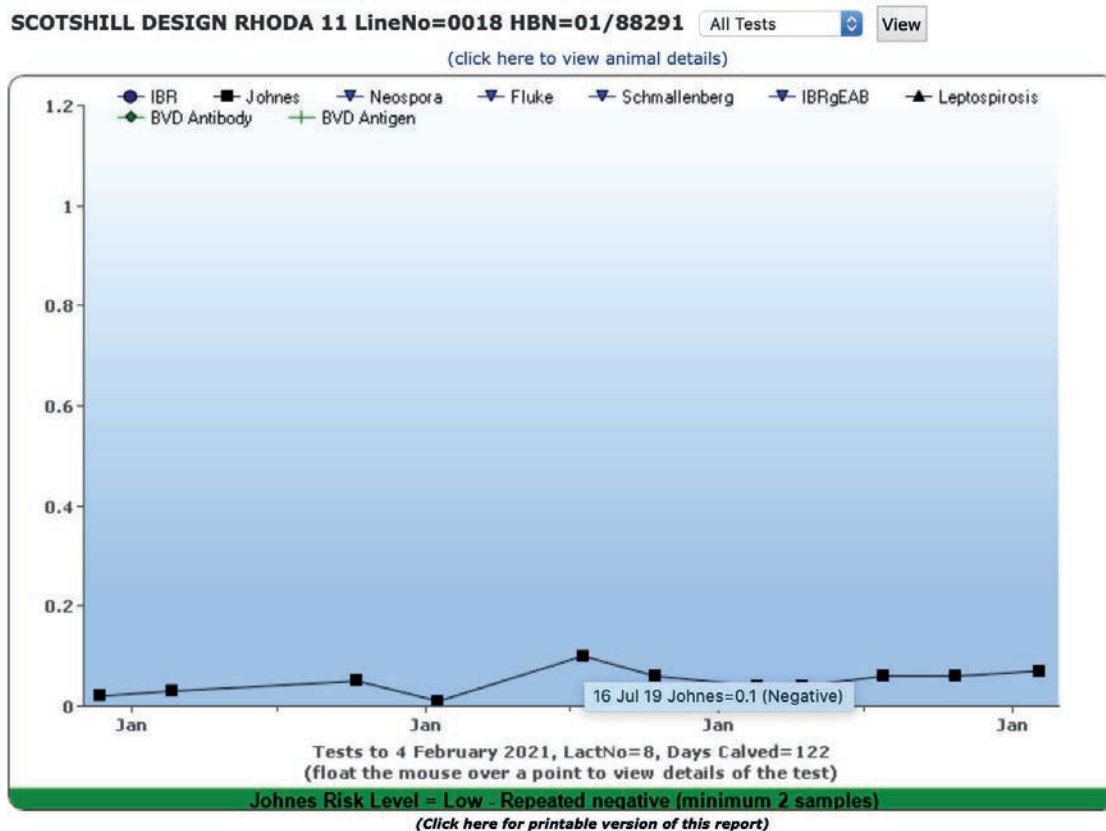 SCOTSHILL DESIGN RHODA 11 LineNo=0018 HBN=01/88291 All Tests View
(click here to view animal details)
IBR Johnes Neospora Fluke Schmallenberg IBRgEAB Leptospirosis
BVD Antibody BVD Antigen
1.2
1
0.8
0.6
0.4
0.2
0
16 Jul 19 Johnes=0.1 (Negative)
Jan Jan Jan Jan
Tests to 4 February 2021, LactNo=8, Days Calved=122
(float the mouse over a point to view details of the test)
Johnes Risk Level = Low - Repeated negative (minimum 2 samples)
(Click here for printable version of this report)